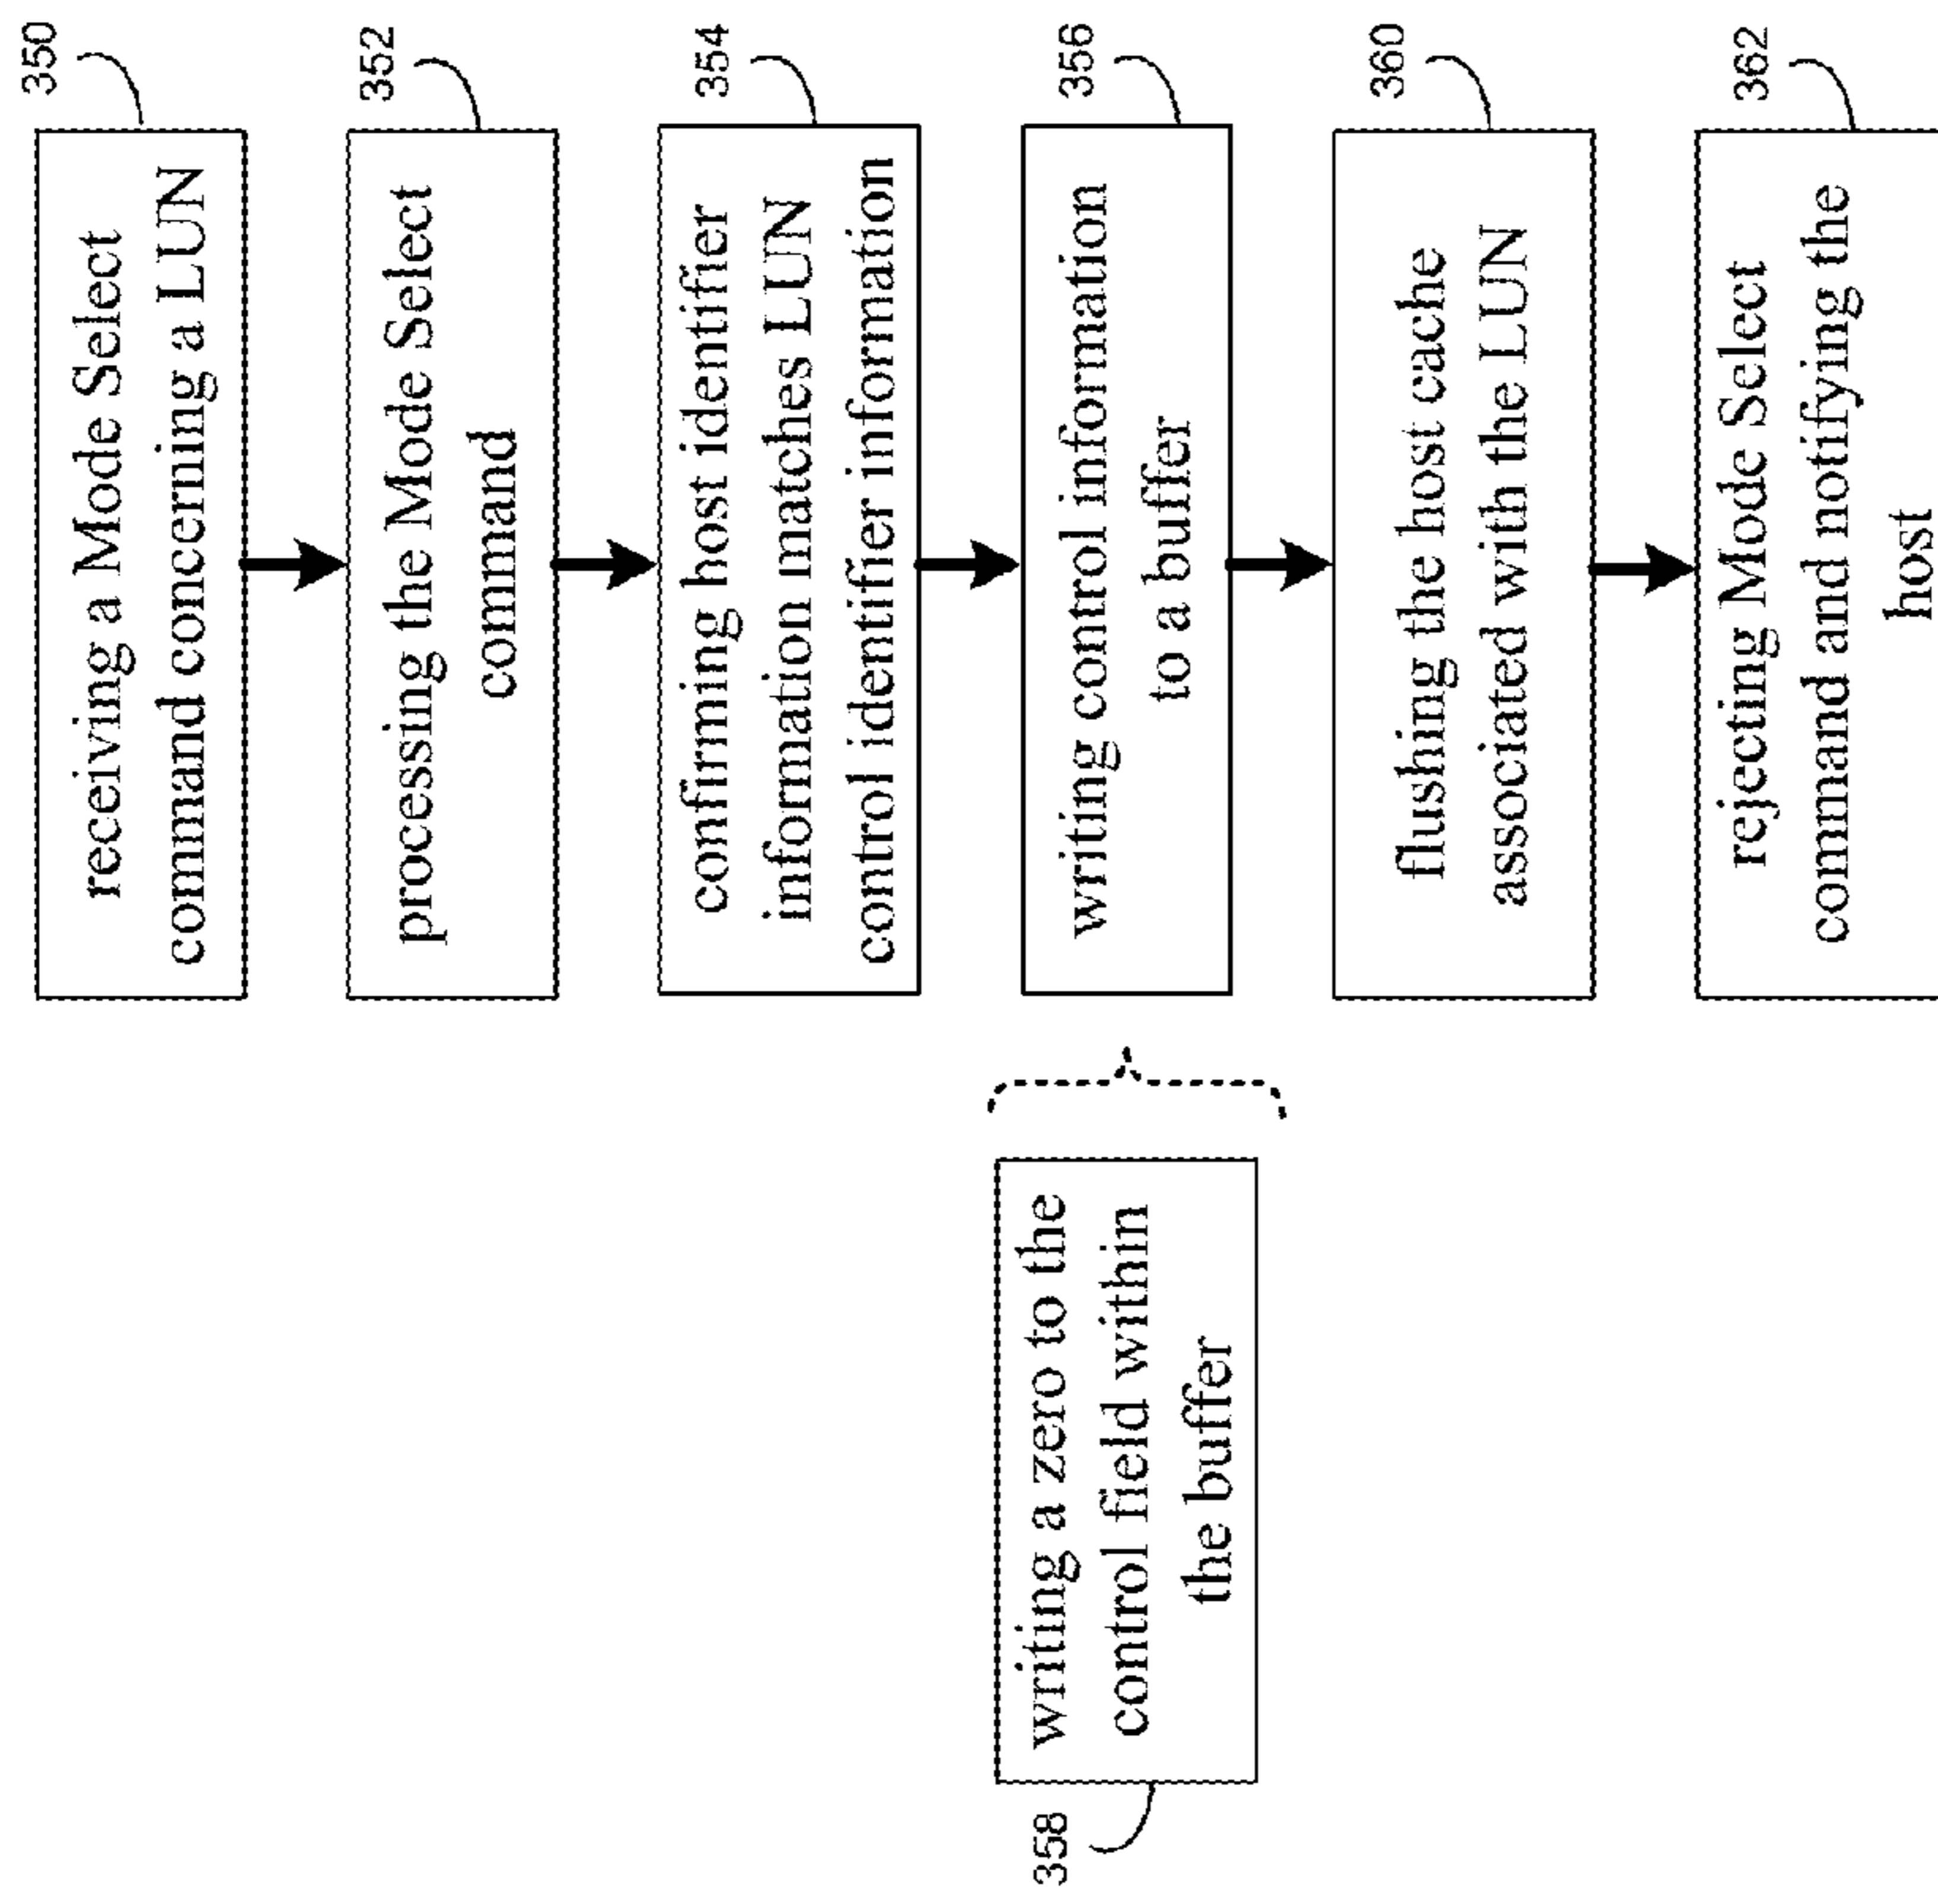 350
receiving a Mode Select
command concerning a LUN
352
processing the Mode Select
command
354
confirming host identifier
information matches LUN
control identifier information
356
writing control information
to a buffer
358
writing a zero to the
control field within
the buffer
360
flushing the host cache
associated with the LUN
362
rejecting Mode Select
command and notifying the
host